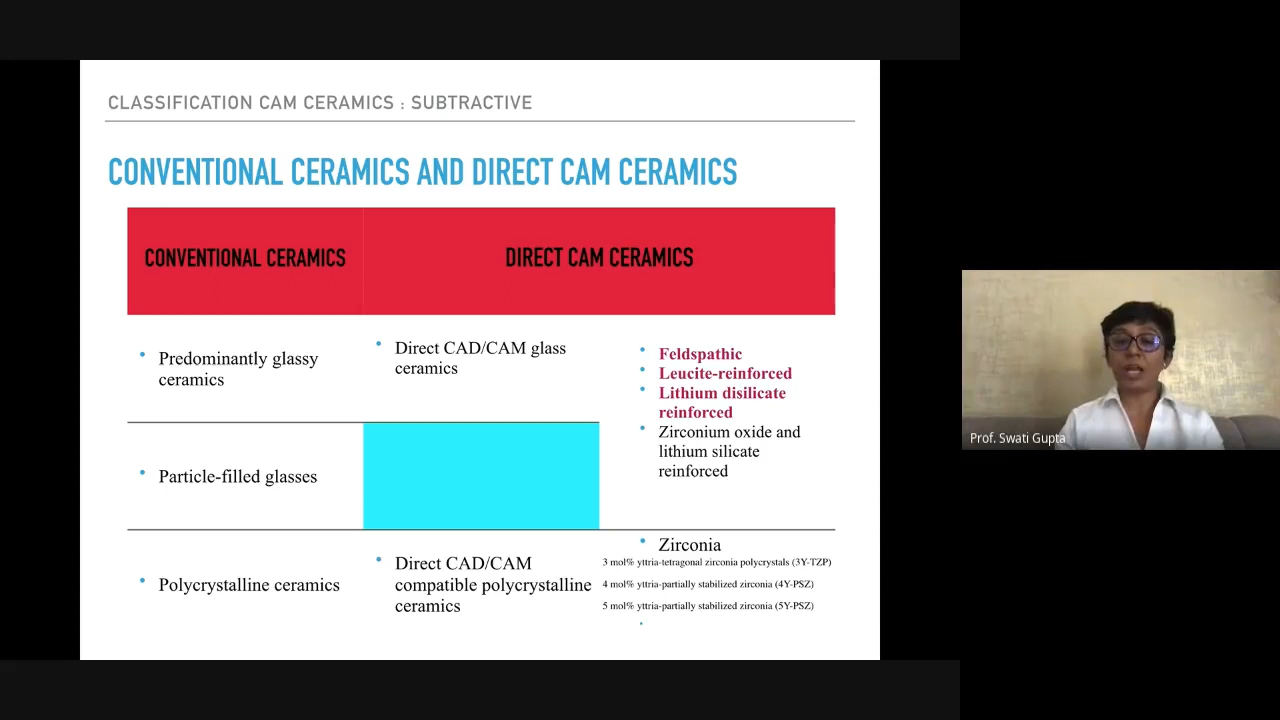 CLASSIFICATION CAM CERAMICS : SUBTRACTIVE
CONVENTIONAL CERAMICS AND DIRECT CAM CERAMICS
CONVENTIONAL CERAMICS
DIRECT CAM CERAMICS
• Predominantly glassy
ceramics
• Direct CAD/CAM glass
ceramics
• Feldspathic
• Leucite-reinforced
• Lithium disilicate
reinforced
• Zirconium oxide and
lithium silicate
reinforced
• Particle-filled glasses
• Polycrystalline ceramics
• Direct CAD/CAM
compatible polycrystalline
ceramics
• Zirconia
3 mol% yttria-tetragonal zirconia polycrystals (3Y-TZP)
4 mol% yttria-partially stabilized zirconia (4Y-PSZ)
5 mol% yttria-partially stabilized zirconia (5Y-PSZ)
Prof. Swati Gupta